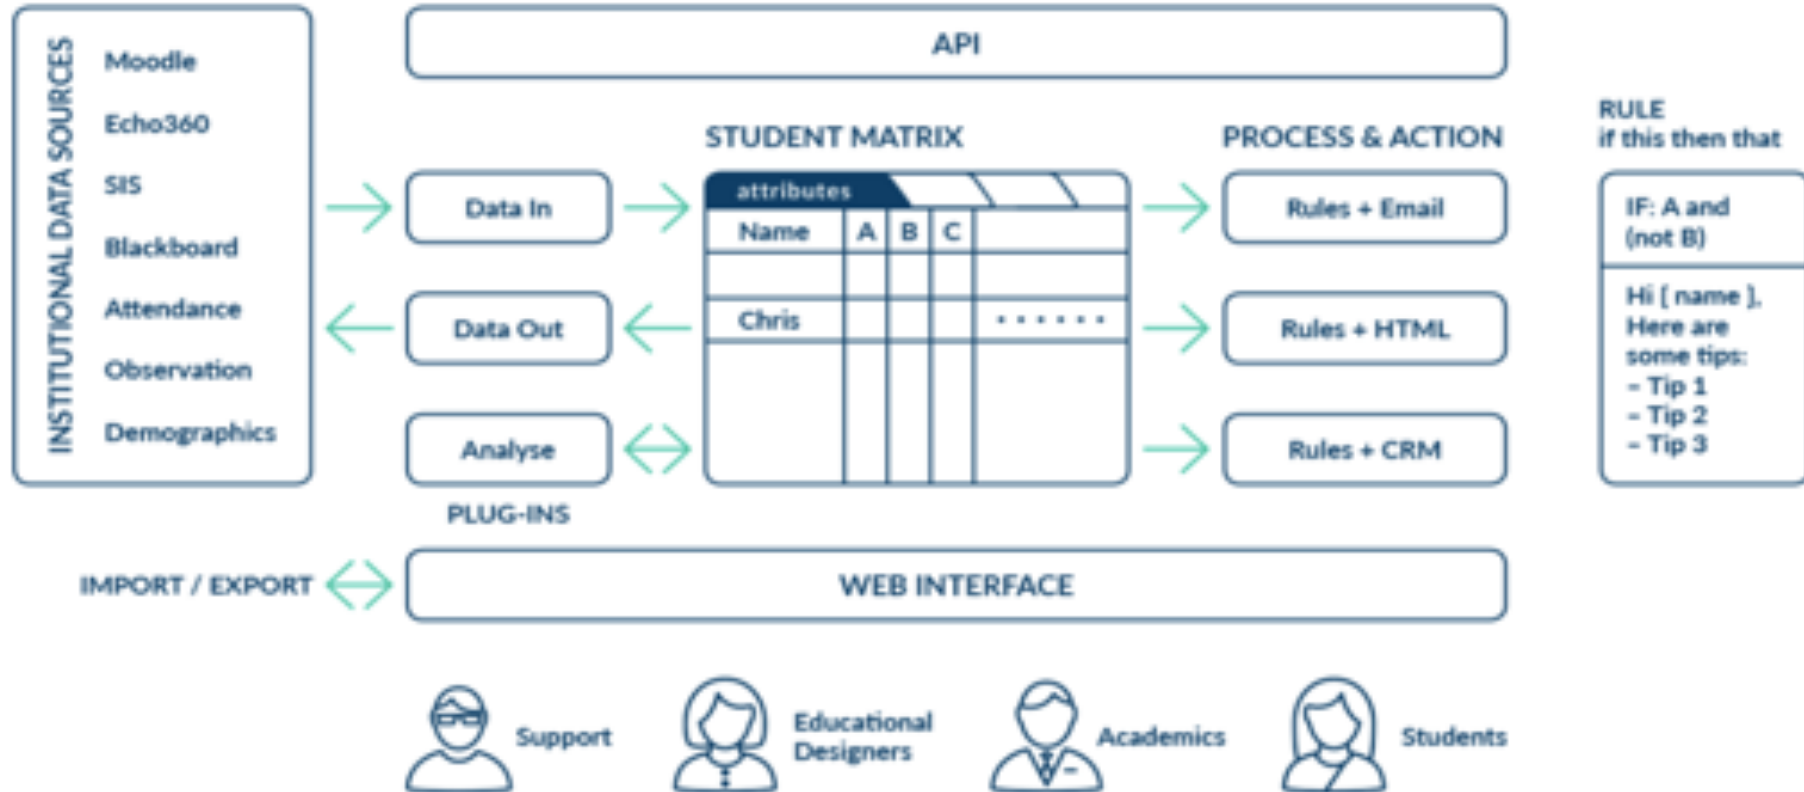 INSTITUTIONAL DATA SOURCES
Moodle
Echo360
SIS
Blackboard
Attendance
Observation
Demographics
API
Data In
Data Out
Analyse
PLUG-INS
STUDENT MATRIX
attributes
Name A B C
Chris ......
PROCESS & ACTION
Rules + Email
Rules + HTML
Rules + CRM
RULE
if this then that
IF: A and
(not B)
Hi [ name ],
Here are
some tips:
– Tip 1
– Tip 2
– Tip 3
IMPORT / EXPORT
WEB INTERFACE
Support
Educational
Designers
Academics
Students